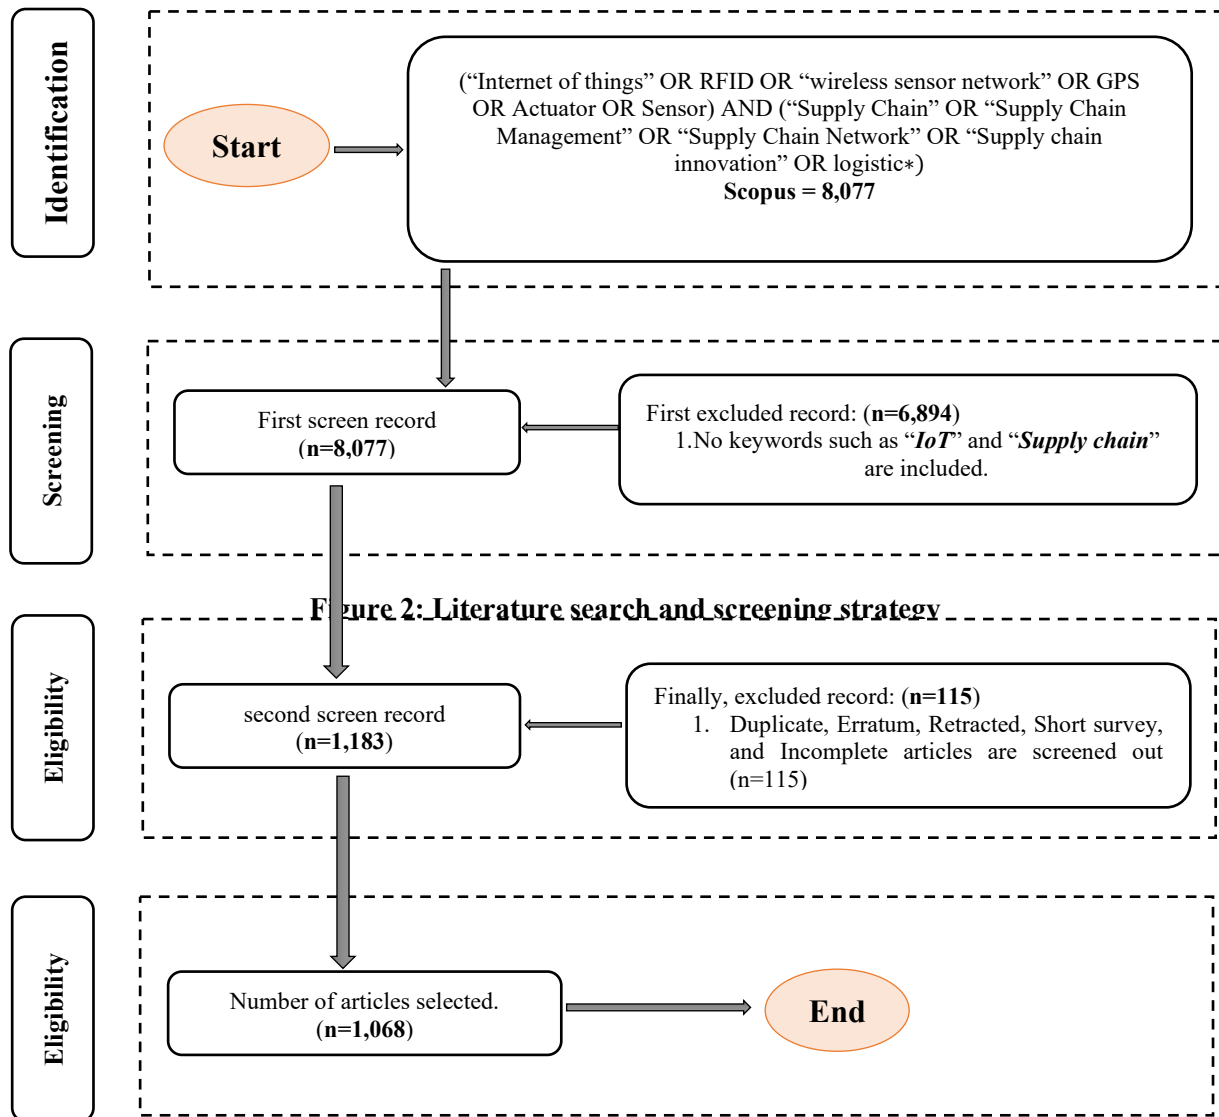 Identification
Start
(“Internet of things” OR RFID OR “wireless sensor network” OR GPS
OR Actuator OR Sensor) AND (“Supply Chain” OR “Supply Chain
Management” OR “Supply Chain Network” OR “Supply chain
innovation” OR logistic*)
Scopus = 8,077
Screening
First screen record
(n=8,077)
First excluded record: (n=6,894)
1.No keywords such as “IoT” and “Supply chain”
are included.
Figure 2: Literature search and screening strategy
Eligibility
second screen record
(n=1,183)
Finally, excluded record: (n=115)
1. Duplicate, Erratum, Retracted, Short survey,
and Incomplete articles are screened out
(n=115)
Eligibility
Number of articles selected.
(n=1,068)
End